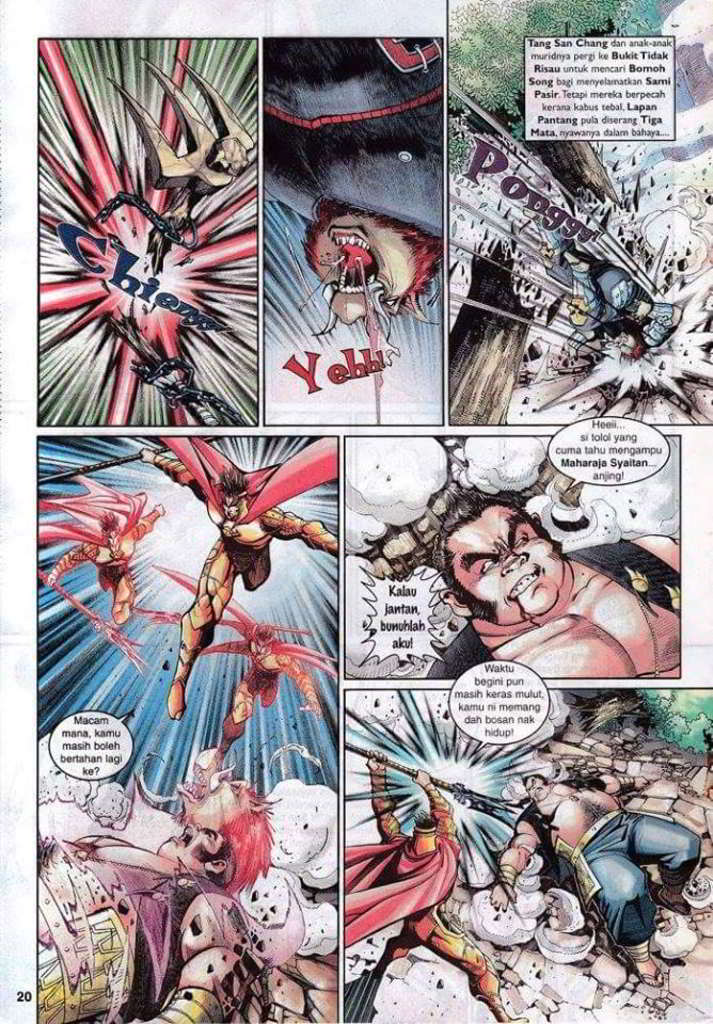 Tang San Chang dan anak-anak
muridnya pergi ke Bukit Tidak
Risau untuk mencari Bomoh
Song bagi menyelamatkan Sami
Pasir. Tetapi mereka berpecah
kerana kabus tebal, Lapan
Pantang pula diserang Tiga
Mata, nyawanya dalam bahaya....
Chienggg
Yehh!
Ponggg!
Macam
mana, kamu
masih boleh
bertahan lagi
ke?
Heeii...
si tolol yang
cuma tahu mengampu
Maharaja Syaitan...
anjing!
Kalau
jantan,
bunuhlah
aku!
Waktu
begini pun
masih keras mulut,
kamu ni memang
dah bosan nak
hidup!
20